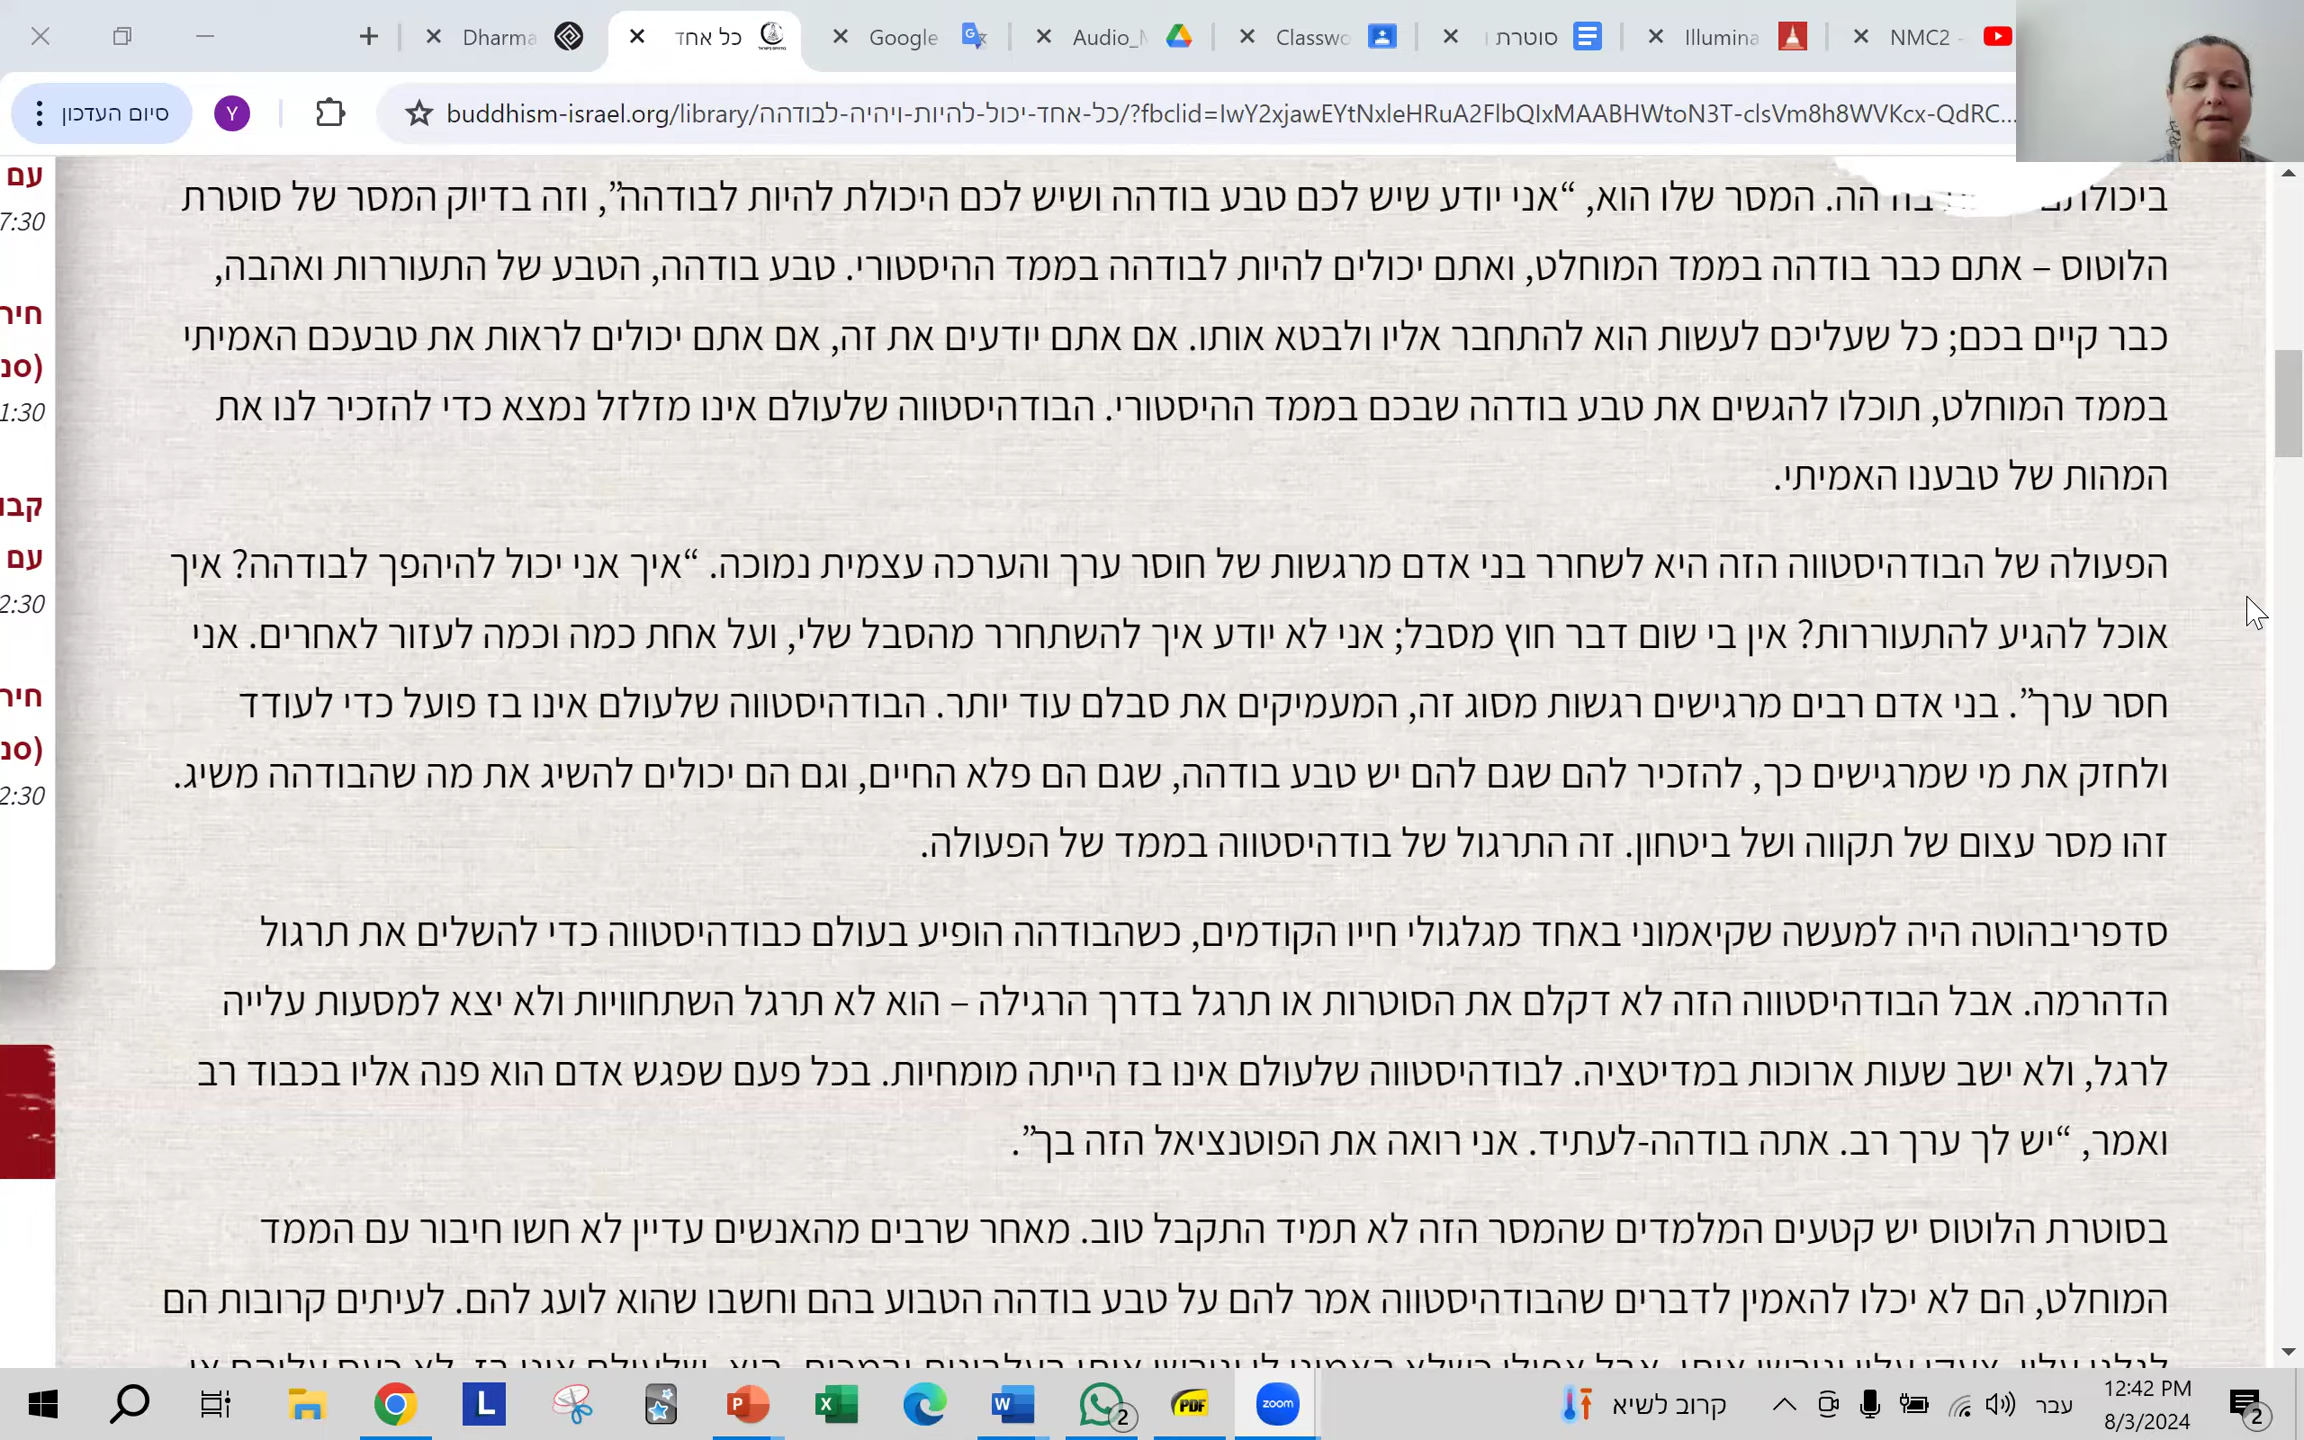 NMC2 -
Illumina
סוטרת
Classwo
Audio_
Google
כל אחד
Dharma
buddhism-israel.org/library/כל-אחד-יכול-להיות-ויהיה-לבודהה/?fbclid=IwY2xjawEYtNxleHRuA2FlbQIxMAABHWtoN3T-clsVm8h8WVKcx-QdRC...
Y
סיום העדכון
הה. המסר שלו הוא, “אני יודע שיש לכם טבע בודהה ושיש לכם היכולת להיות לבודהה”, וזה בדיוק המסר של סוטרת
הלוטוס – אתם כבר בודהה בממד המוחלט, ואתם יכולים להיות לבודהה בממד ההיסטורי. טבע בודהה, הטבע של התעוררות ואהבה,
כבר קיים בכם; כל שעליכם לעשות הוא להתחבר אליו ולבטא אותו. אם אתם יודעים את זה, אם אתם יכולים לראות את טבעכם האמיתי
בממד המוחלט, תוכלו להגשים את טבע בודהה שבכם בממד ההיסטורי. הבודהיסטווה שלעולם אינו מזלזל נמצא כדי להזכיר לנו את
המהות של טבענו האמיתי.
הפעולה של הבודהיסטווה הזה היא לשחרר בני אדם מרגשות של חוסר ערך והערכה עצמית נמוכה. “איך אני יכול להיהפך לבודהה? איך
אוכל להגיע להתעוררות? אין בי שום דבר חוץ מסבל; אני לא יודע איך להשתחרר מהסבל שלי, ועל אחת כמה וכמה לעזור לאחרים. אני
חסר ערך”. בני אדם רבים מרגישים רגשות מסוג זה, המעמיקים את סבלם עוד יותר. הבודהיסטווה שלעולם אינו בז פועל כדי לעודד
ולחזק את מי שמרגישים כך, להזכיר להם שגם להם יש טבע בודהה, שגם הם פלא החיים, וגם הם יכולים להשיג את מה שהבודהה משיג.
זהו מסר עצום של תקווה ושל ביטחון. זה התרגול של בודהיסטווה בממד של הפעולה.
סדפריבהוטה היה למעשה שקיאמוני באחד מגלגולי חייו הקודמים, כשהבודהה הופיע בעולם כבודהיסטווה כדי להשלים את תרגול
הדהרמה. אבל הבודהיסטווה הזה לא דקלם את הסוטרות או תרגל בדרך הרגילה – הוא לא תרגל השתחוויות ולא יצא למסעות עלייה
לרגל, ולא ישב שעות ארוכות במדיטציה. לבודהיסטווה שלעולם אינו בז הייתה מומחיות. בכל פעם שפגש אדם הוא פנה אליו בכבוד רב
ואמר, “יש לך ערך רב. אתה בודהה-לעתיד. אני רואה את הפוטנציאל הזה בך”.
בסוטרת הלוטוס יש קטעים המלמדים שהמסר הזה לא תמיד התקבל טוב. מאחר שרבים מהאנשים עדיין לא חשו חיבור עם הממד
המוחלט, הם לא יכלו להאמין לדברים שהבודהיסטווה אמר להם על טבע בודהה הטבוע בהם וחשבו שהוא לועג להם. לעיתים קרובות הם
עם
7:30
חיר
(סנ
1:30
קבו
עם
2:30
חיר
(סנ
2:30
zoom
PDF
2
W
X
P
L
קרוב לשיא
עבר
12:42 PM
8/3/2024
2